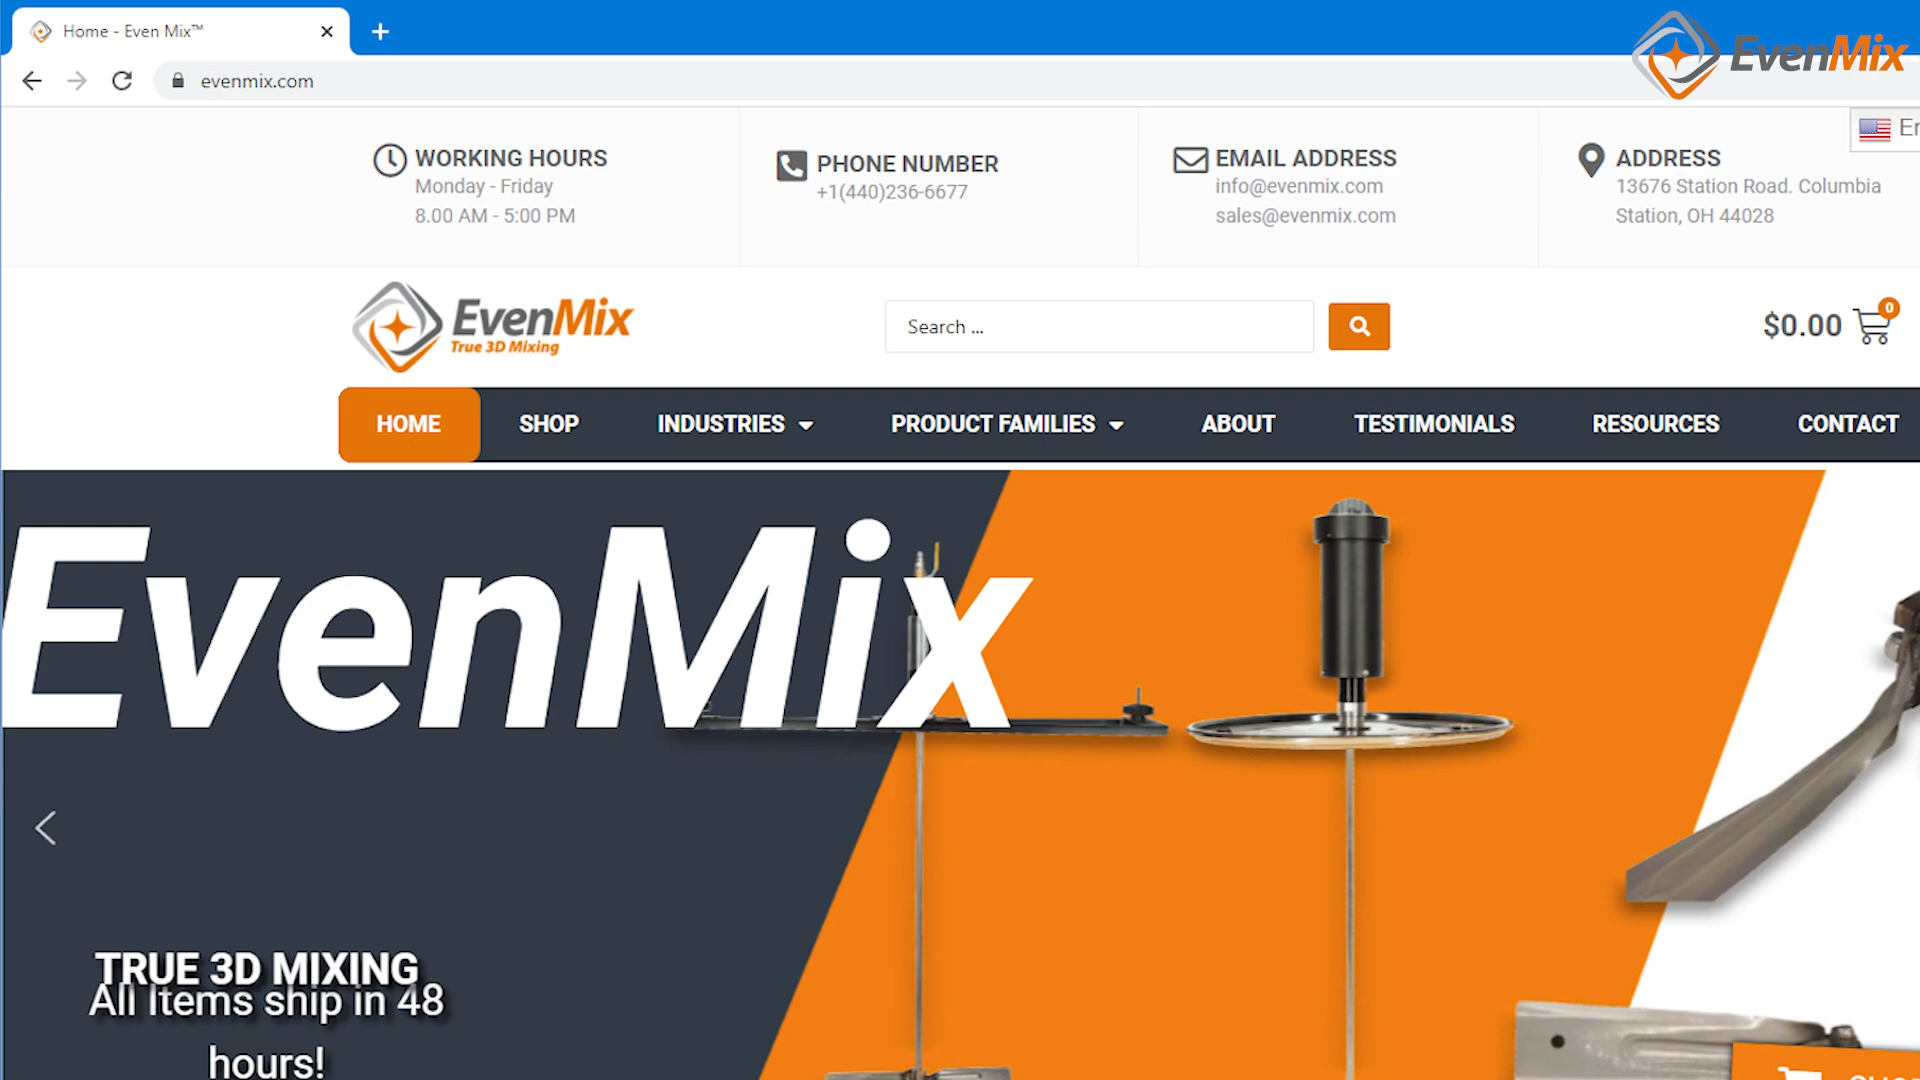 Home - Even Mix™
EvenMix
evenmix.com
WORKING HOURS
Monday - Friday
8.00 AM - 5:00 PM
PHONE NUMBER
+1(440)236-6677
EMAIL ADDRESS
info@evenmix.com
sales@evenmix.com
ADDRESS
13676 Station Road. Columbia
Station, OH 44028
EvenMix
True 3D Mixing
Search ...
$0.00
0
HOME
SHOP
INDUSTRIES
PRODUCT FAMILIES
ABOUT
TESTIMONIALS
RESOURCES
CONTACT
EvenMix
TRUE 3D MIXING
All Items ship in 48
hours!